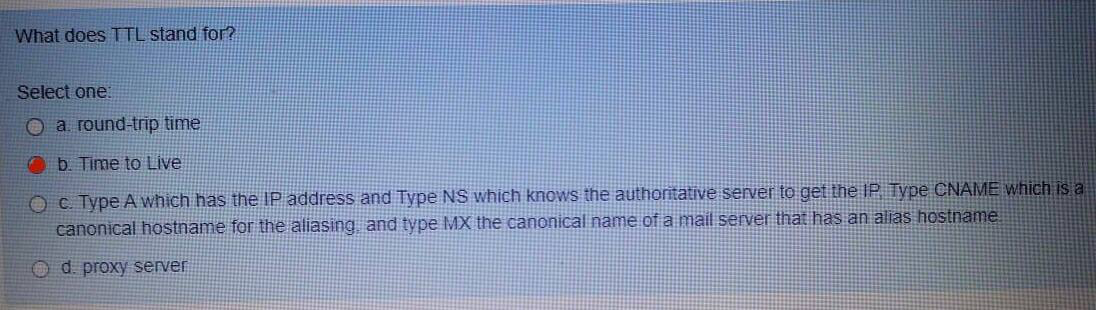 What does TTL stand for?
Select one:
a. round-trip time
b. Time to Live
c. Type A which has the IP address and Type NS which knows the authoritative server to get the IP, Type CNAME which is a
canonical hostname for the aliasing, and type MX the canonical name of a mail server that has an alias hostname.
d. proxy server